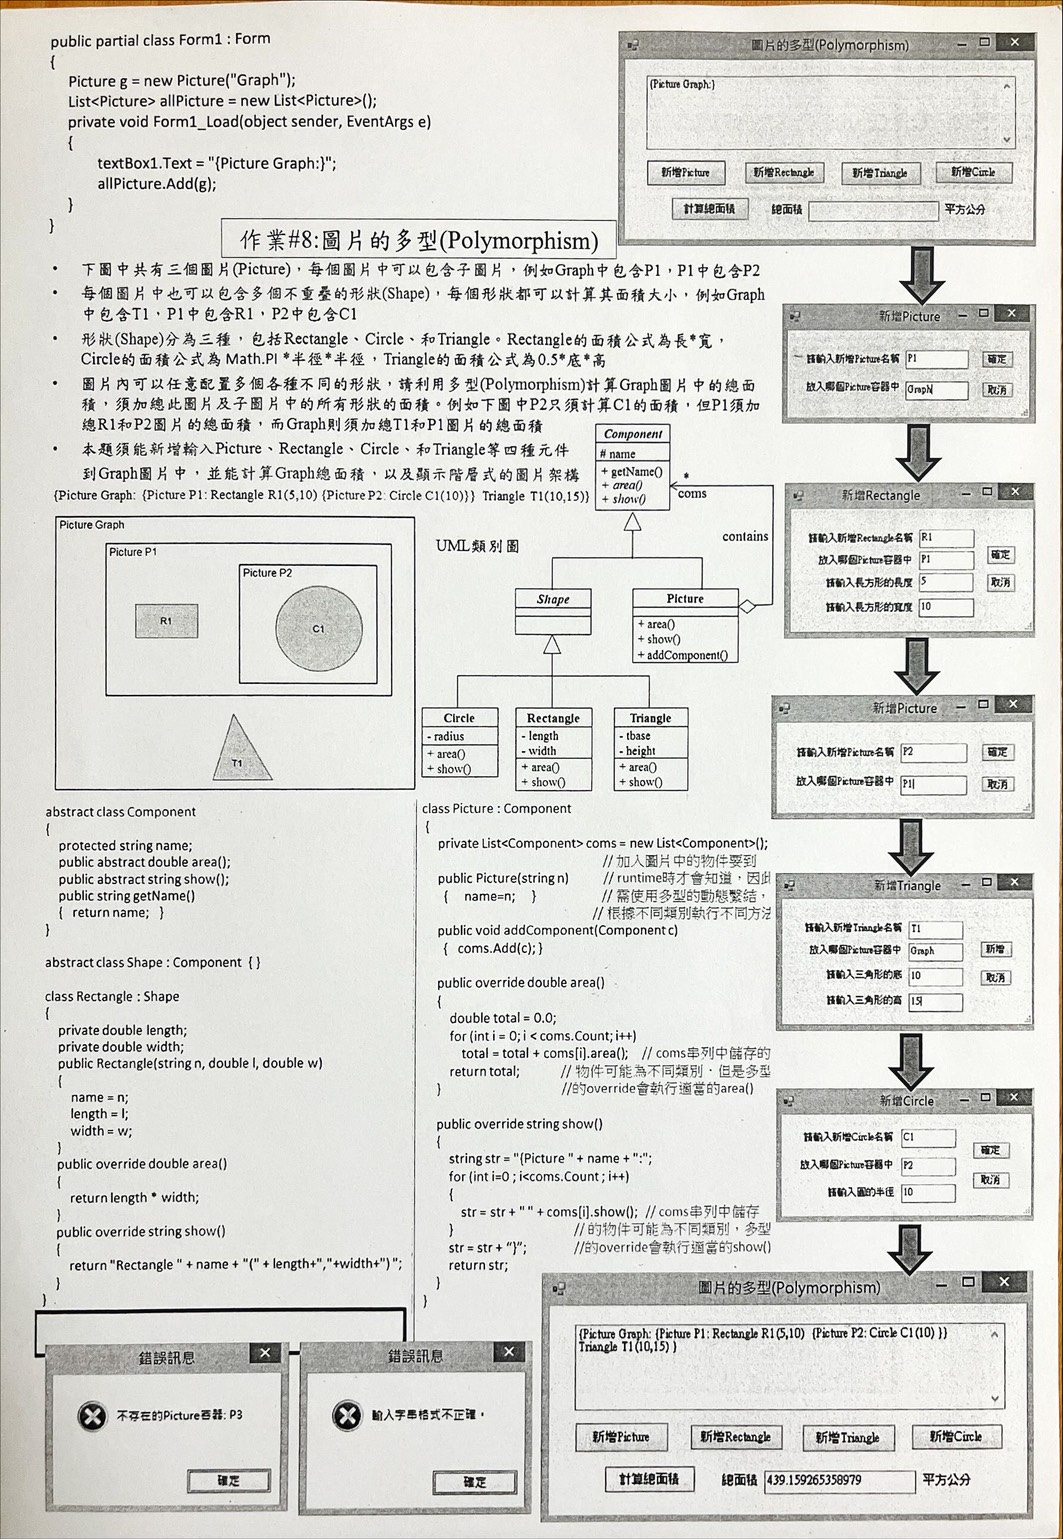 public partial class Form1 : Form
{
Picture g = new Picture("Graph");
List<Picture> allPicture = new List<Picture>();
private void Form1_Load(object sender, EventArgs e)
{
textBox1.Text = "{Picture Graph:}";
allPicture.Add(g);
}
}
圖片的多型(Polymorphism)
{Picture Graph:}
新增Picture 新增Rectangle 新增Triangle 新增Circle
計算總面積 總面積 平方公分
作業#8:圖片的多型(Polymorphism)
• 下圖中共有三個圖片(Picture)，每個圖片中可以包含子圖片，例如Graph中包含P1，P1中包含P2
• 每個圖片中也可以包含多個不重疊的形狀(Shape)，每個形狀都可以計算其面積大小，例如Graph
中包含T1，P1中包含R1，P2中包含C1
• 形狀(Shape)分為三種，包括Rectangle、Circle、和Triangle。Rectangle的面積公式為長*寬，
Circle的面積公式為 Math.PI *半徑*半徑，Triangle的面積公式為0.5*底*高
• 圖片內可以任意配置多個各種不同的形狀，請利用多型(Polymorphism)計算Graph圖片中的總面
積，須加總此圖片及子圖片中的所有形狀的面積。例如下圖中P2只須計算C1的面積，但P1須加
總R1和P2圖片的總面積，而Graph則須加總T1和P1圖片的總面積
• 本題須能新增輸入Picture、Rectangle、Circle、和Triangle等四種元件
到Graph圖片中，並能計算Graph總面積，以及顯示階層式的圖片架構
{Picture Graph: {Picture P1: Rectangle R1(5,10) {Picture P2: Circle C1(10)}} Triangle T1(10,15)}
Picture Graph
Picture P1
Picture P2
R1
C1
T1
UML類別圖
Component
# name
+ getName()
+ area()
+ show()
*
coms
contains
Shape
Picture
+ area()
+ show()
+ addComponent()
Circle
- radius
+ area()
+ show()
Rectangle
- length
- width
+ area()
+ show()
Triangle
- tbase
- height
+ area()
+ show()
新增Picture
請輸入新增Picture名稱 P1 確定
放入哪個Picture容器中 Graph 取消
新增Rectangle
請輸入新增Rectangle名稱 R1
放入哪個Picture容器中 P1 確定
請輸入長方形的長度 5 取消
請輸入長方形的寬度 10
新增Picture
請輸入新增Picture名稱 P2 確定
放入哪個Picture容器中 P1 取消
新增Triangle
請輸入新增Triangle名稱 T1
放入哪個Picture容器中 Graph 新增
請輸入三角形的底 10 取消
請輸入三角形的高 15
新增Circle
請輸入新增Circle名稱 C1 確定
放入哪個Picture容器中 P2 取消
請輸入圓的半徑 10
abstract class Component
{
protected string name;
public abstract double area();
public abstract string show();
public string getName()
{ return name; }
}
abstract class Shape : Component { }
class Rectangle : Shape
{
private double length;
private double width;
public Rectangle(string n, double l, double w)
{
name = n;
length = l;
width = w;
}
public override double area()
{
return length * width;
}
public override string show()
{
return "Rectangle " + name + "(" + length+","+width+") ";
}
}
class Picture : Component
{
private List<Component> coms = new List<Component>();
// 加入圖片中的物件要到
public Picture(string n) // runtime時才會知道，因此
{ name=n; } // 需使用多型的動態繫結，
// 根據不同類別執行不同方法
public void addComponent(Component c)
{ coms.Add(c); }
public override double area()
{
double total = 0.0;
for (int i = 0; i < coms.Count; i++)
total = total + coms[i].area(); // coms串列中儲存的
return total; // 物件可能為不同類別，但是多型
} //的override會執行適當的area()
public override string show()
{
string str = "{Picture " + name + ":";
for (int i=0 ; i<coms.Count ; i++)
{
str = str + " " + coms[i].show(); // coms串列中儲存
} // 的物件可能為不同類別，多型
str = str + "}"; //的override會執行適當的show()
return str;
}
}
錯誤訊息
不存在的Picture容器: P3
確定
錯誤訊息
輸入字串格式不正確。
確定
圖片的多型(Polymorphism)
{Picture Graph: {Picture P1: Rectangle R1(5,10) {Picture P2: Circle C1(10) }}
Triangle T1(10,15) }
新增Picture 新增Rectangle 新增Triangle 新增Circle
計算總面積 總面積 439.159265358979 平方公分